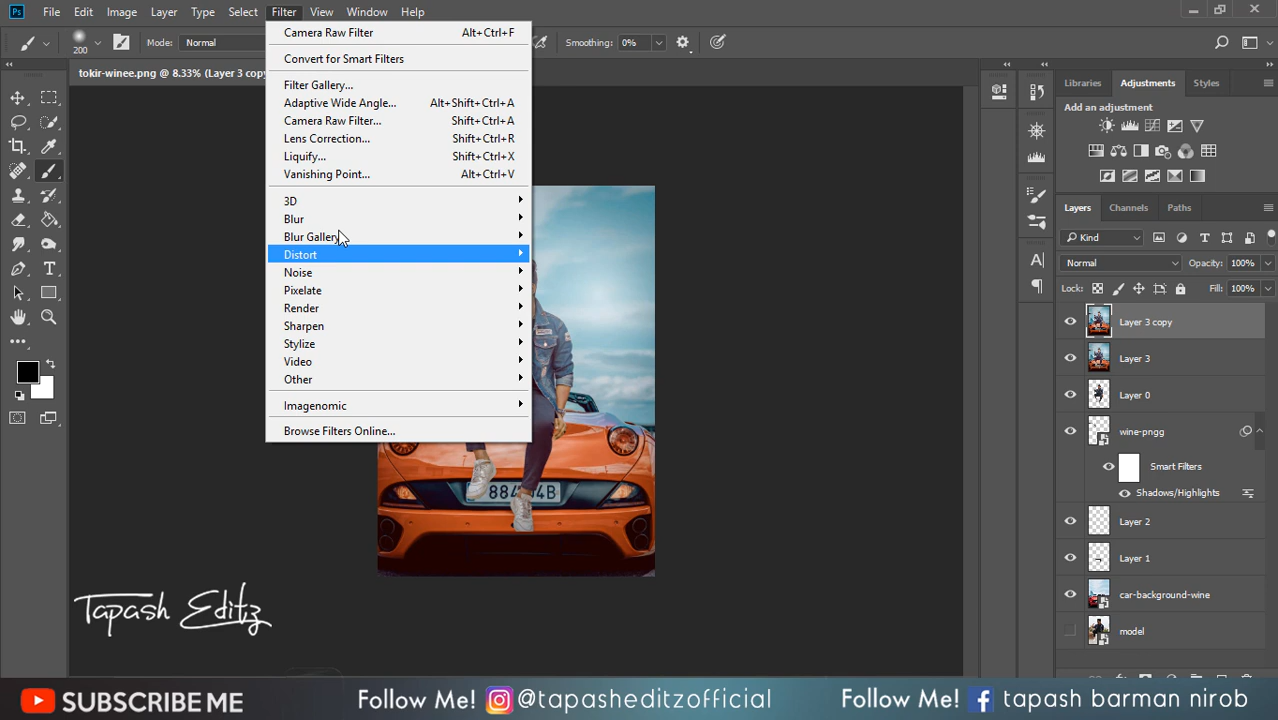 Ps File Edit Image Layer Type Select Filter View Window Help
200 Mode: Normal Smoothing: 0%
tokir-winee.png @ 8.33% (Layer 3 cop
Camera Raw Filter Alt+Ctrl+F
Convert for Smart Filters
Filter Gallery...
Adaptive Wide Angle... Alt+Shift+Ctrl+A
Camera Raw Filter... Shift+Ctrl+A
Lens Correction... Shift+Ctrl+R
Liquify... Shift+Ctrl+X
Vanishing Point... Alt+Ctrl+V
3D
Blur
Blur Gallery
Distort
Noise
Pixelate
Render
Sharpen
Stylize
Video
Other
Imagenomic
Browse Filters Online...
Libraries Adjustments Styles
Add an adjustment
Layers Channels Paths
Kind
Normal Opacity: 100%
Lock: Fill: 100%
Layer 3 copy
Layer 3
Layer 0
wine-pngg
Smart Filters
Shadows/Highlights
Layer 2
Layer 1
car-background-wine
model
Tapash Editz
SUBSCRIBE ME Follow Me! @tapasheditzofficial Follow Me! tapash barman nirob